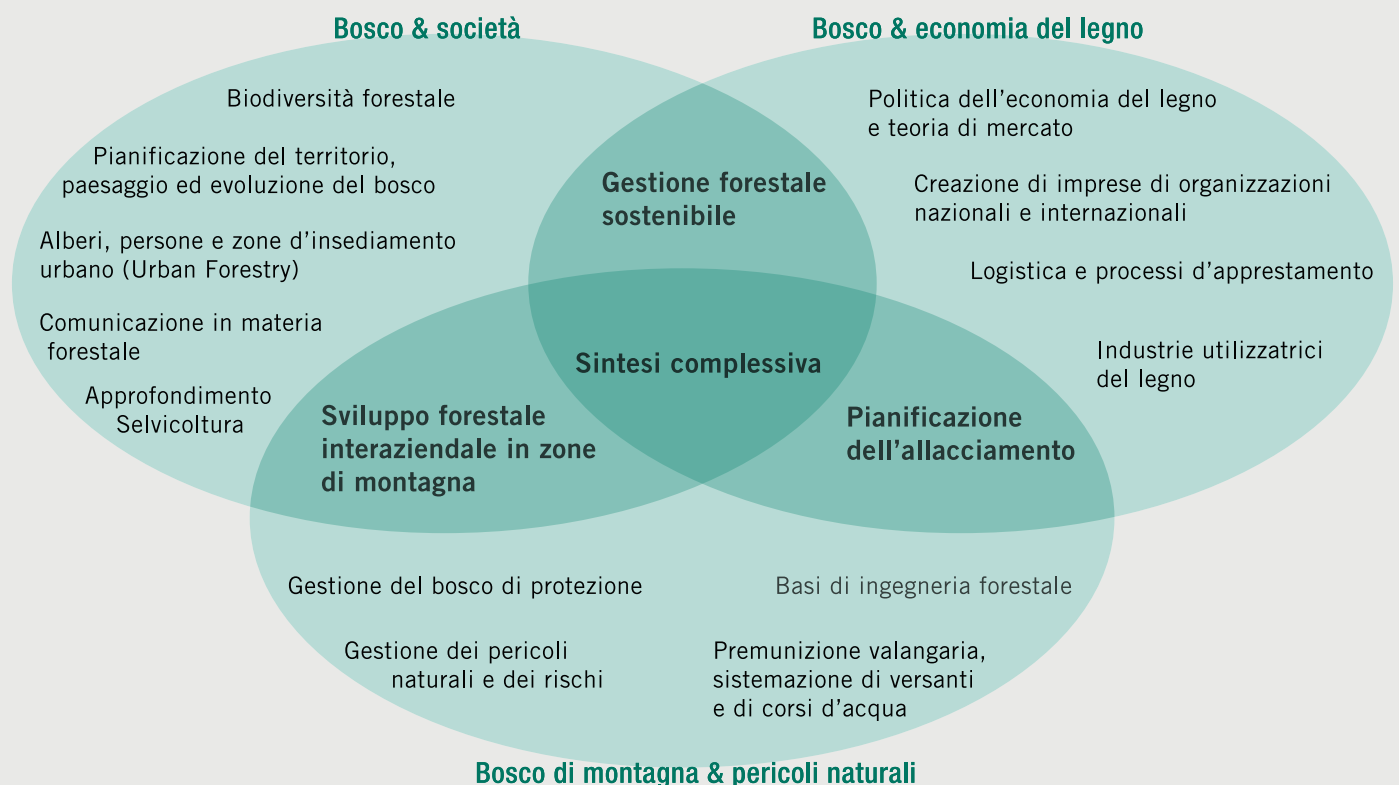 Bosco & società
Bosco & economia del legno
Biodiversità forestale
Pianificazione del territorio,
paesaggio ed evoluzione del bosco
Alberi, persone e zone d'insediamento
urbano (Urban Forestry)
Comunicazione in materia
forestale
Approfondimento
Selvicoltura
Gestione forestale
sostenibile
Politica dell'economia del legno
e teoria di mercato
Creazione di imprese di organizzazioni
nazionali e internazionali
Logistica e processi d'apprestamento
Industrie utilizzatrici
del legno
Sintesi complessiva
Sviluppo forestale
interaziendale in zone
di montagna
Pianificazione
dell'allacciamento
Gestione del bosco di protezione
Basi di ingegneria forestale
Gestione dei pericoli
naturali e dei rischi
Premunizione valangaria,
sistemazione di versanti
e di corsi d'acqua
Bosco di montagna & pericoli naturali